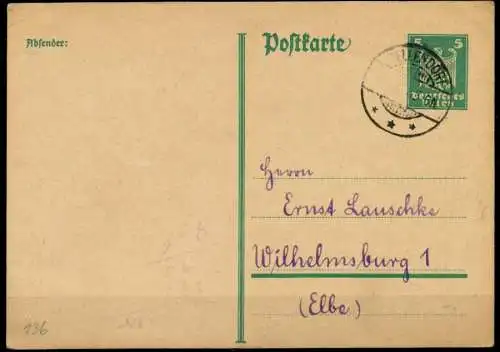 Absender:
Postkarte
5 5
Deutsches
Reich
Herrn
Ernst Lauschke
Wilhelmsburg 1
(Elbe)
136